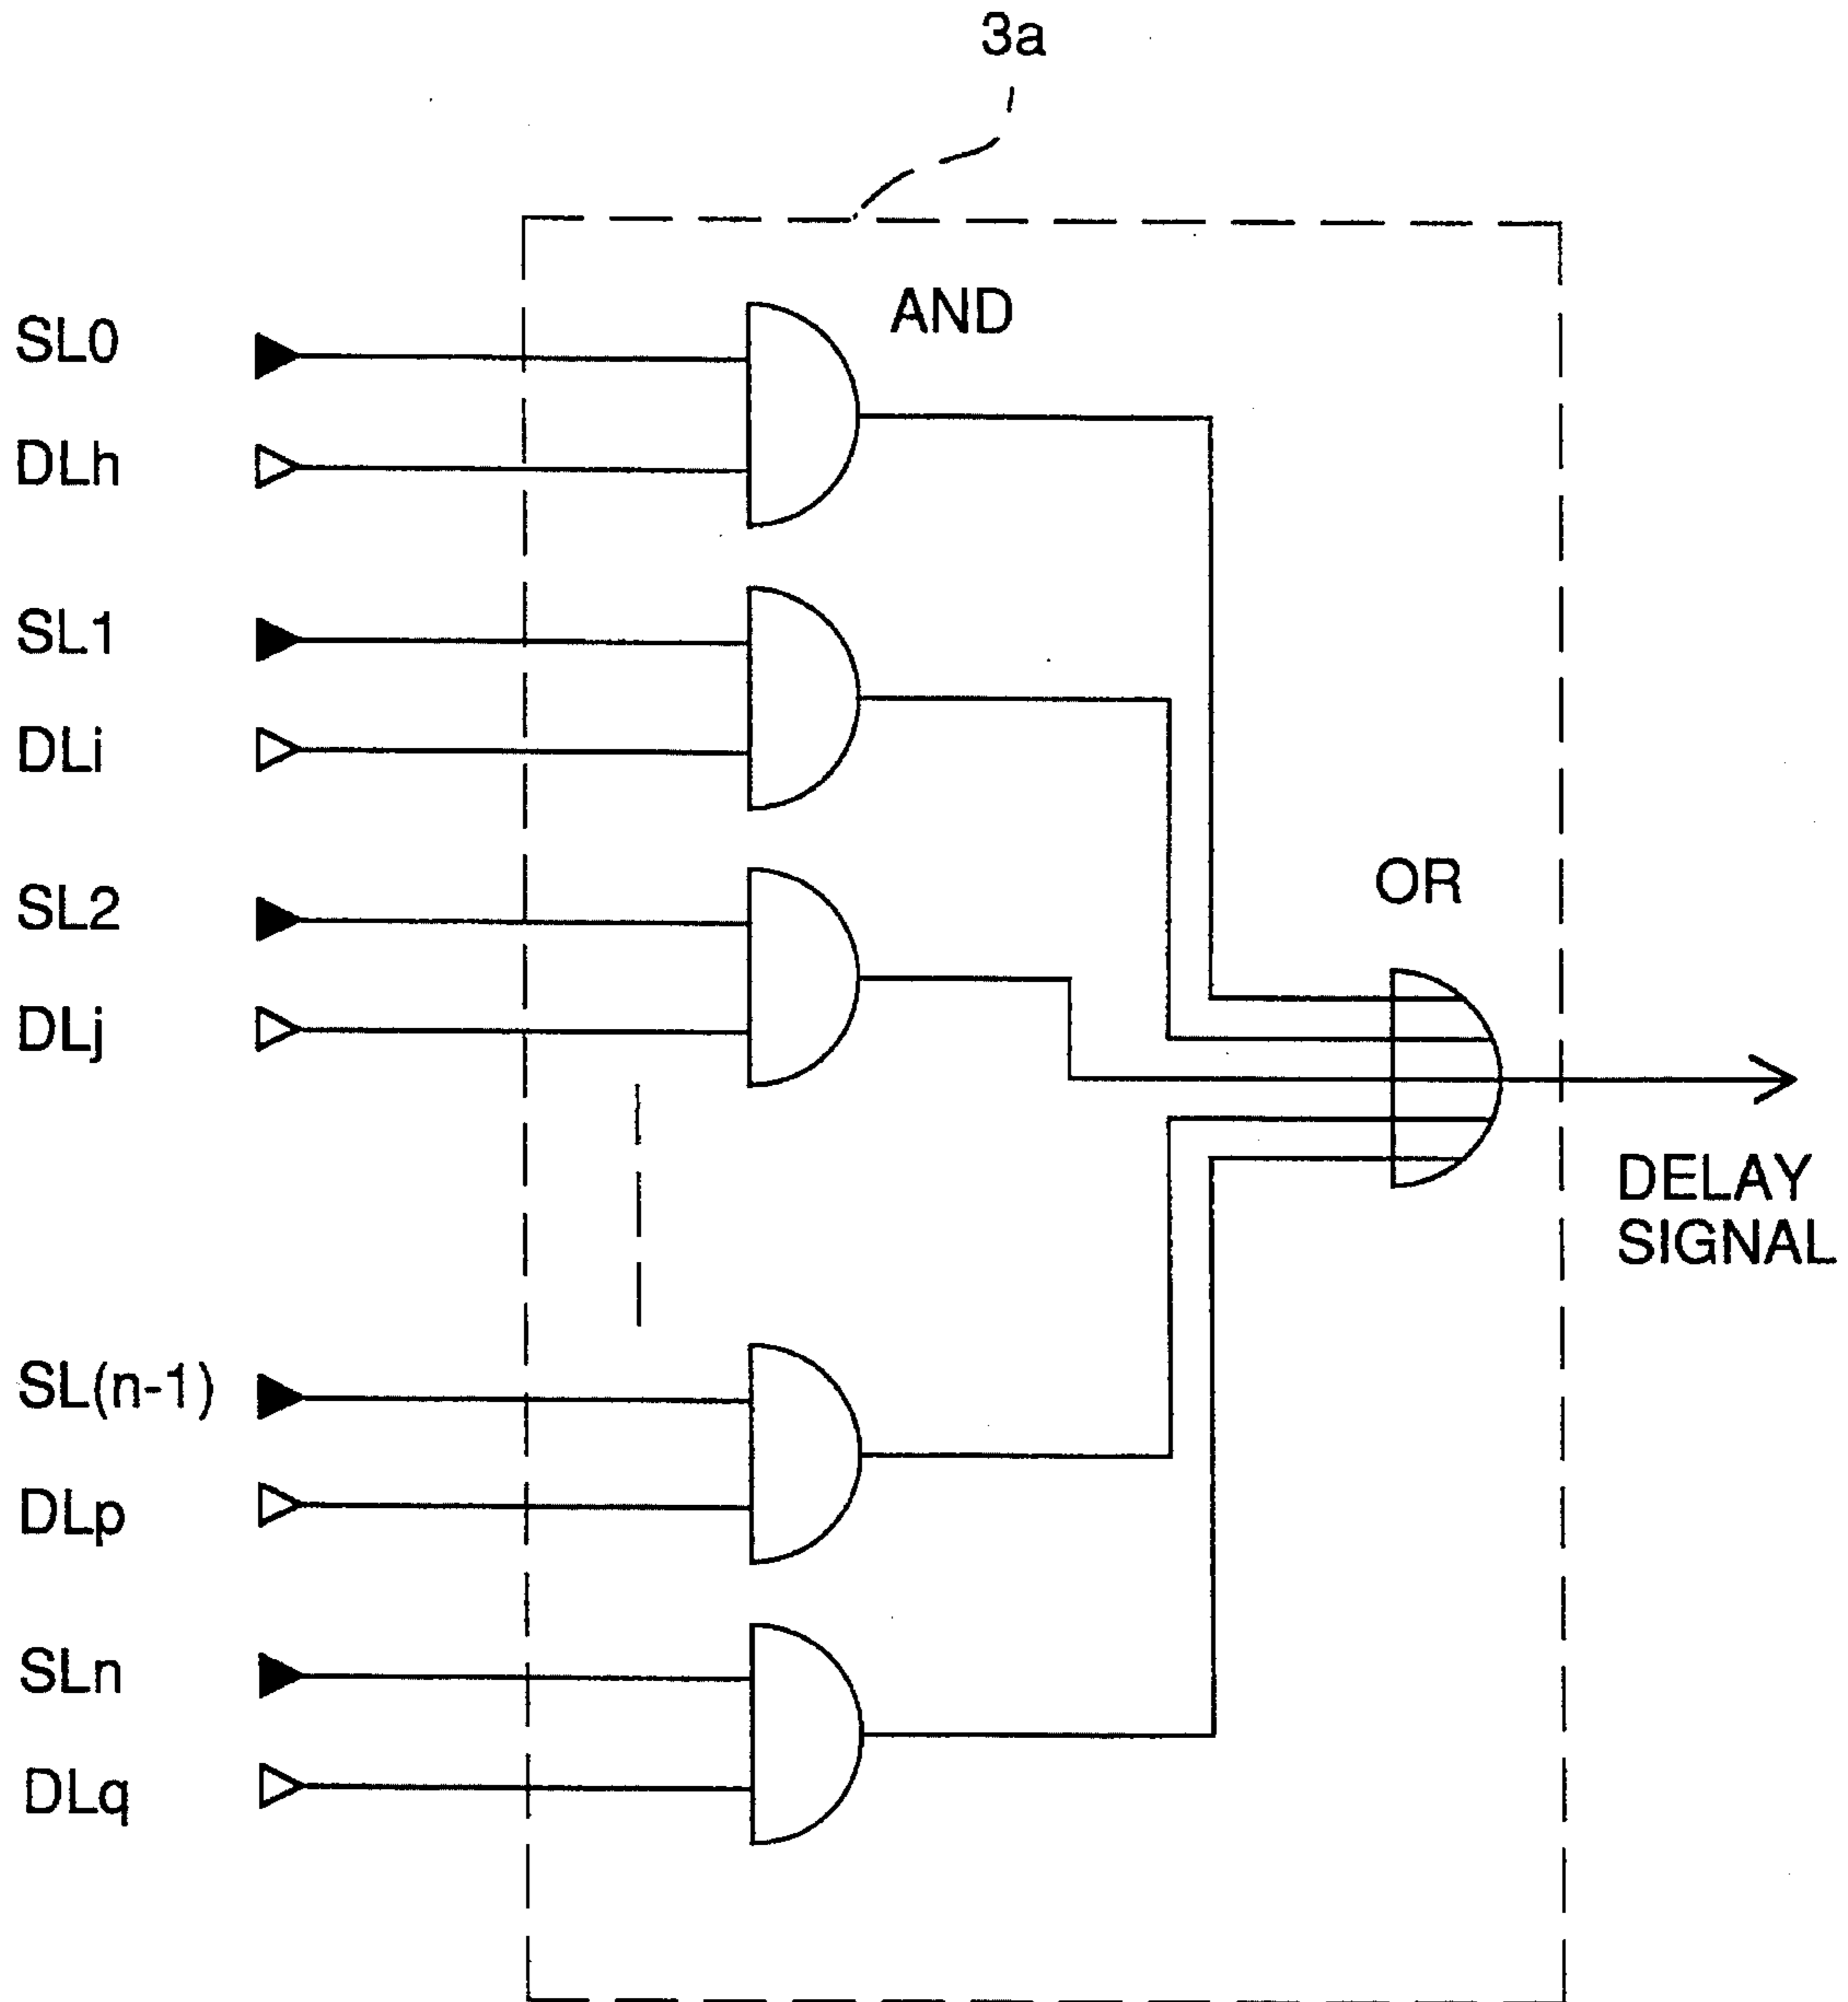 3a
AND
SL0
DLh
SL1
DLi
SL2
DLj
OR
DELAY
SIGNAL
SL(n-1)
DLp
SLn
DLq